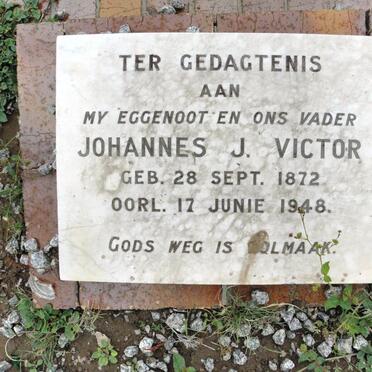 TER GEDAGTENIS
AAN
MY EGGENOOT EN ONS VADER
JOHANNES J. VICTOR
GEB. 28 SEPT. 1872.
OORL. 17 JUNIE 1948.
GODS WEG IS VOLMAAK.